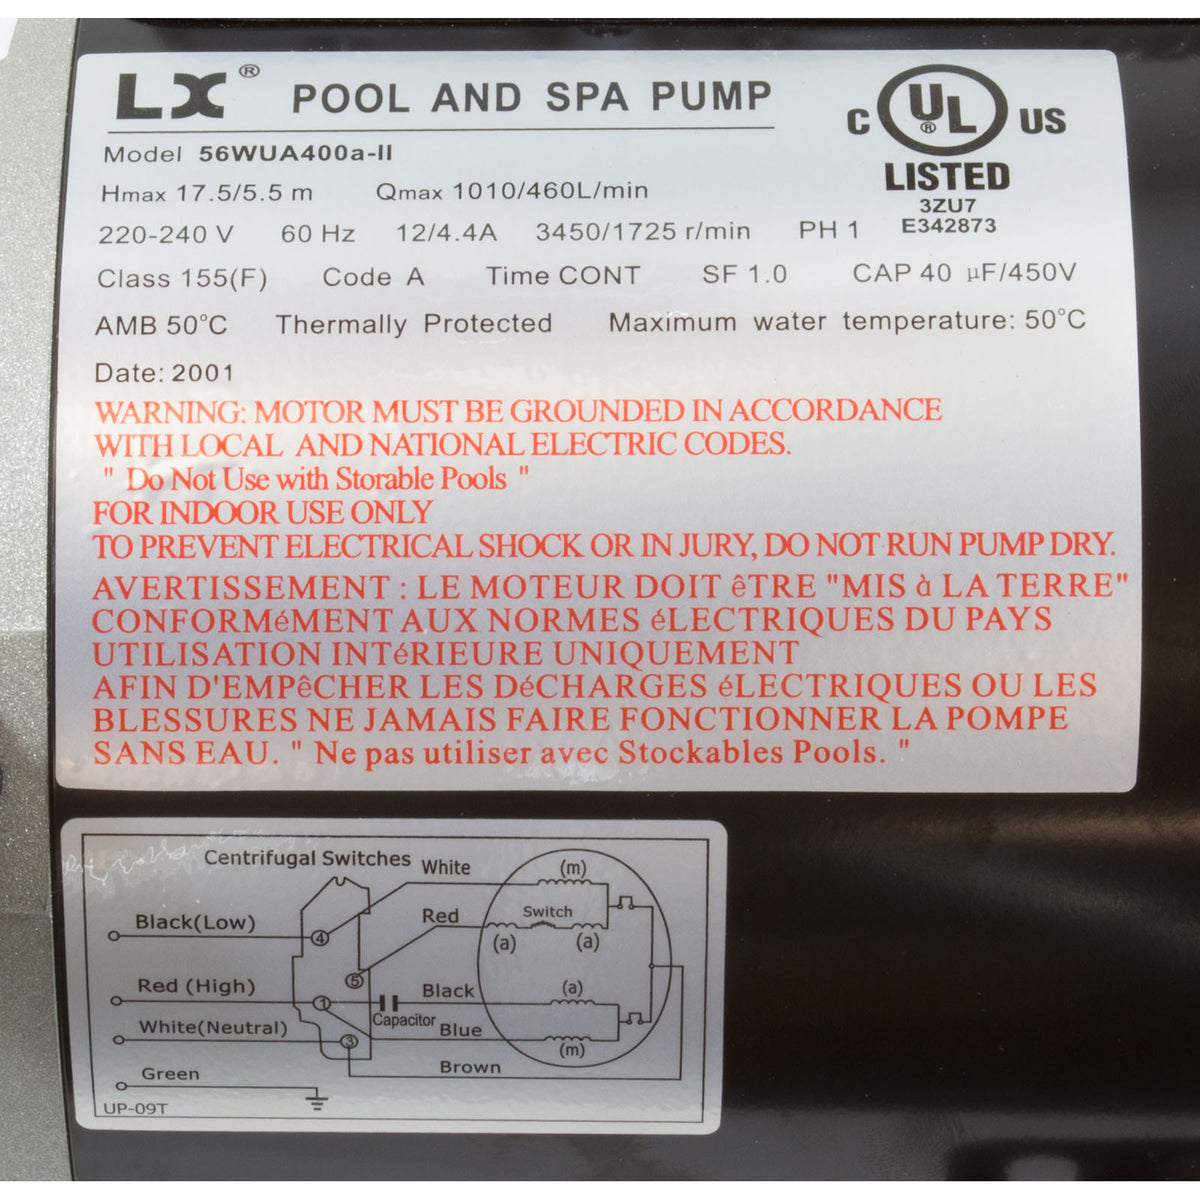 LX® POOL AND SPA PUMP
C UL® US
LISTED
3ZU7
E342873
Model 56WUA400a-II
Hmax 17.5/5.5 m Qmax 1010/460L/min
220-240 V 60 Hz 12/4.4A 3450/1725 r/min PH 1
Class 155(F) Code A Time CONT SF 1.0 CAP 40 µF/450V
AMB 50°C Thermally Protected Maximum water temperature: 50°C
Date: 2001
WARNING: MOTOR MUST BE GROUNDED IN ACCORDANCE
WITH LOCAL AND NATIONAL ELECTRIC CODES.
" Do Not Use with Storable Pools "
FOR INDOOR USE ONLY
TO PREVENT ELECTRICAL SHOCK OR IN JURY, DO NOT RUN PUMP DRY.
AVERTISSEMENT : LE MOTEUR DOIT êTRE "MIS à LA TERRE"
CONFORMéMENT AUX NORMES éLECTRIQUES DU PAYS
UTILISATION INTéRIEURE UNIQUEMENT
AFIN D'EMPêCHER LES DéCHARGES éLECTRIQUES OU LES
BLESSURES NE JAMAIS FAIRE FONCTIONNER LA POMPE
SANS EAU. " Ne pas utiliser avec Stockables Pools. "
Centrifugal Switches
White
(m)
Black(Low)
4
Red
Switch
(a)
(a)
5
Red (High)
1
Capacitor
Black
(a)
White(Neutral)
3
Blue
(m)
Brown
Green
UP-09T